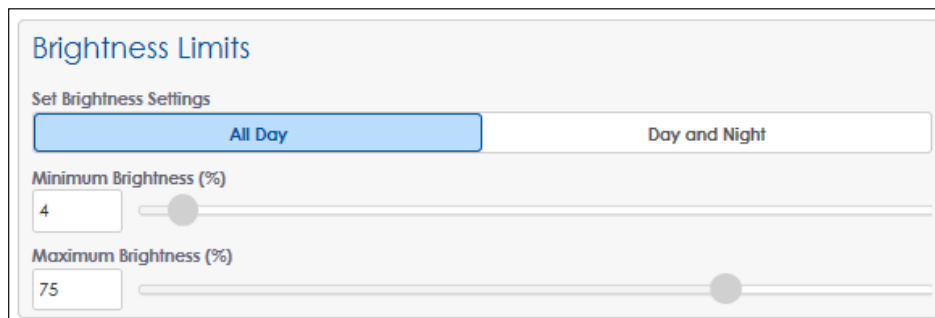 Brightness Limits
Set Brightness Settings
All Day Day and Night
Minimum Brightness (%)
4
Maximum Brightness (%)
75